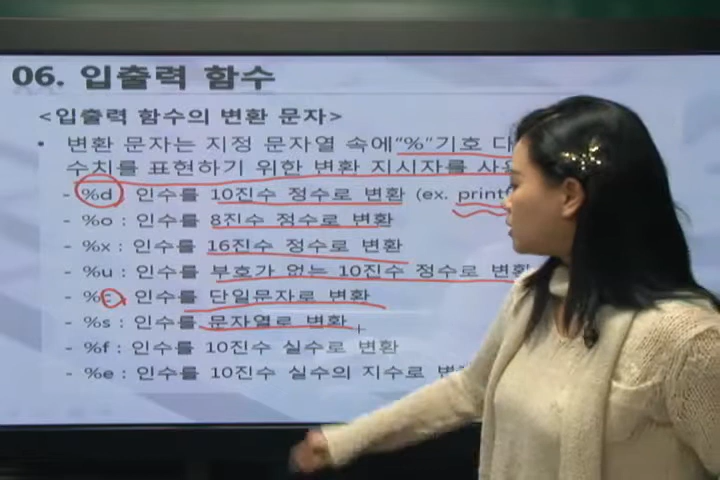 06. 입출력 함수
<입출력 함수의 변환 문자>
• 변환 문자는 지정 문자열 속에"%"기호 다
수치를 표현하기 위한 변환 지시자를 사용
- %d : 인수를 10진수 정수로 변환 (ex. print
- %o : 인수를 8진수 정수로 변환
- %x : 인수를 16진수 정수로 변환
- %u : 인수를 부호가 없는 10진수 정수로 변환
- %c : 인수를 단일문자로 변환
- %s : 인수를 문자열로 변환
- %f : 인수를 10진수 실수로 변환
- %e : 인수를 10진수 실수의 지수로